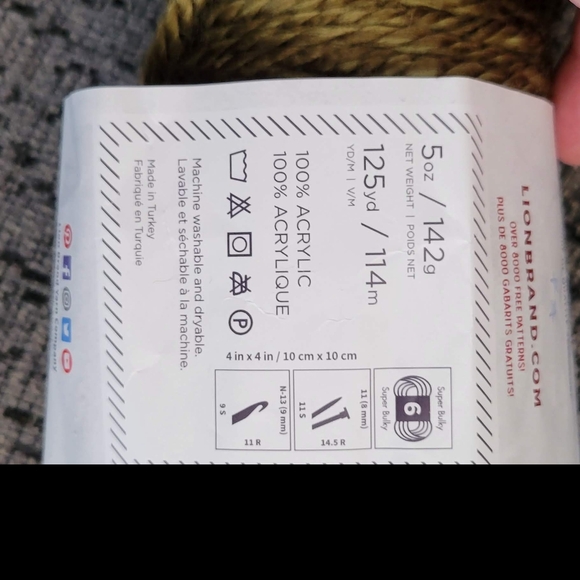 LIONBRAND.COM
OVER 8000 FREE PATTERNS!
PLUS DE 8000 GABARITS GRATUITS!
5oz / 142g
NET WEIGHT | POIDS NET
125yd / 114m
YD/M | V/M
100% ACRYLIC
100% ACRYLIQUE
P
Machine washable and dryable.
Lavable et séchable à la machine.
Made in Turkey
Fabriqué en Turquie
4 in x 4 in / 10 cm x 10 cm
Super Bulky
6
Super Bulky
11 (8 mm)
14.5 R
11 S
N-13 (9 mm)
11 R
9 S